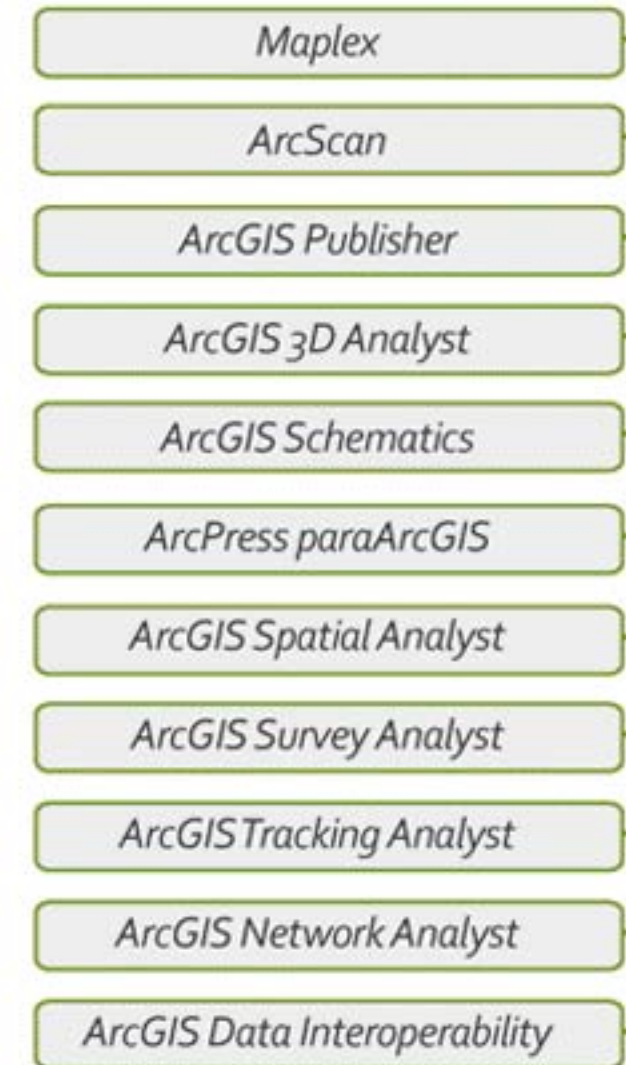 Maplex
ArcScan
ArcGIS Publisher
ArcGIS 3D Analyst
ArcGIS Schematics
ArcPress paraArcGIS
ArcGIS Spatial Analyst
ArcGIS Survey Analyst
ArcGIS Tracking Analyst
ArcGIS Network Analyst
ArcGIS Data Interoperability